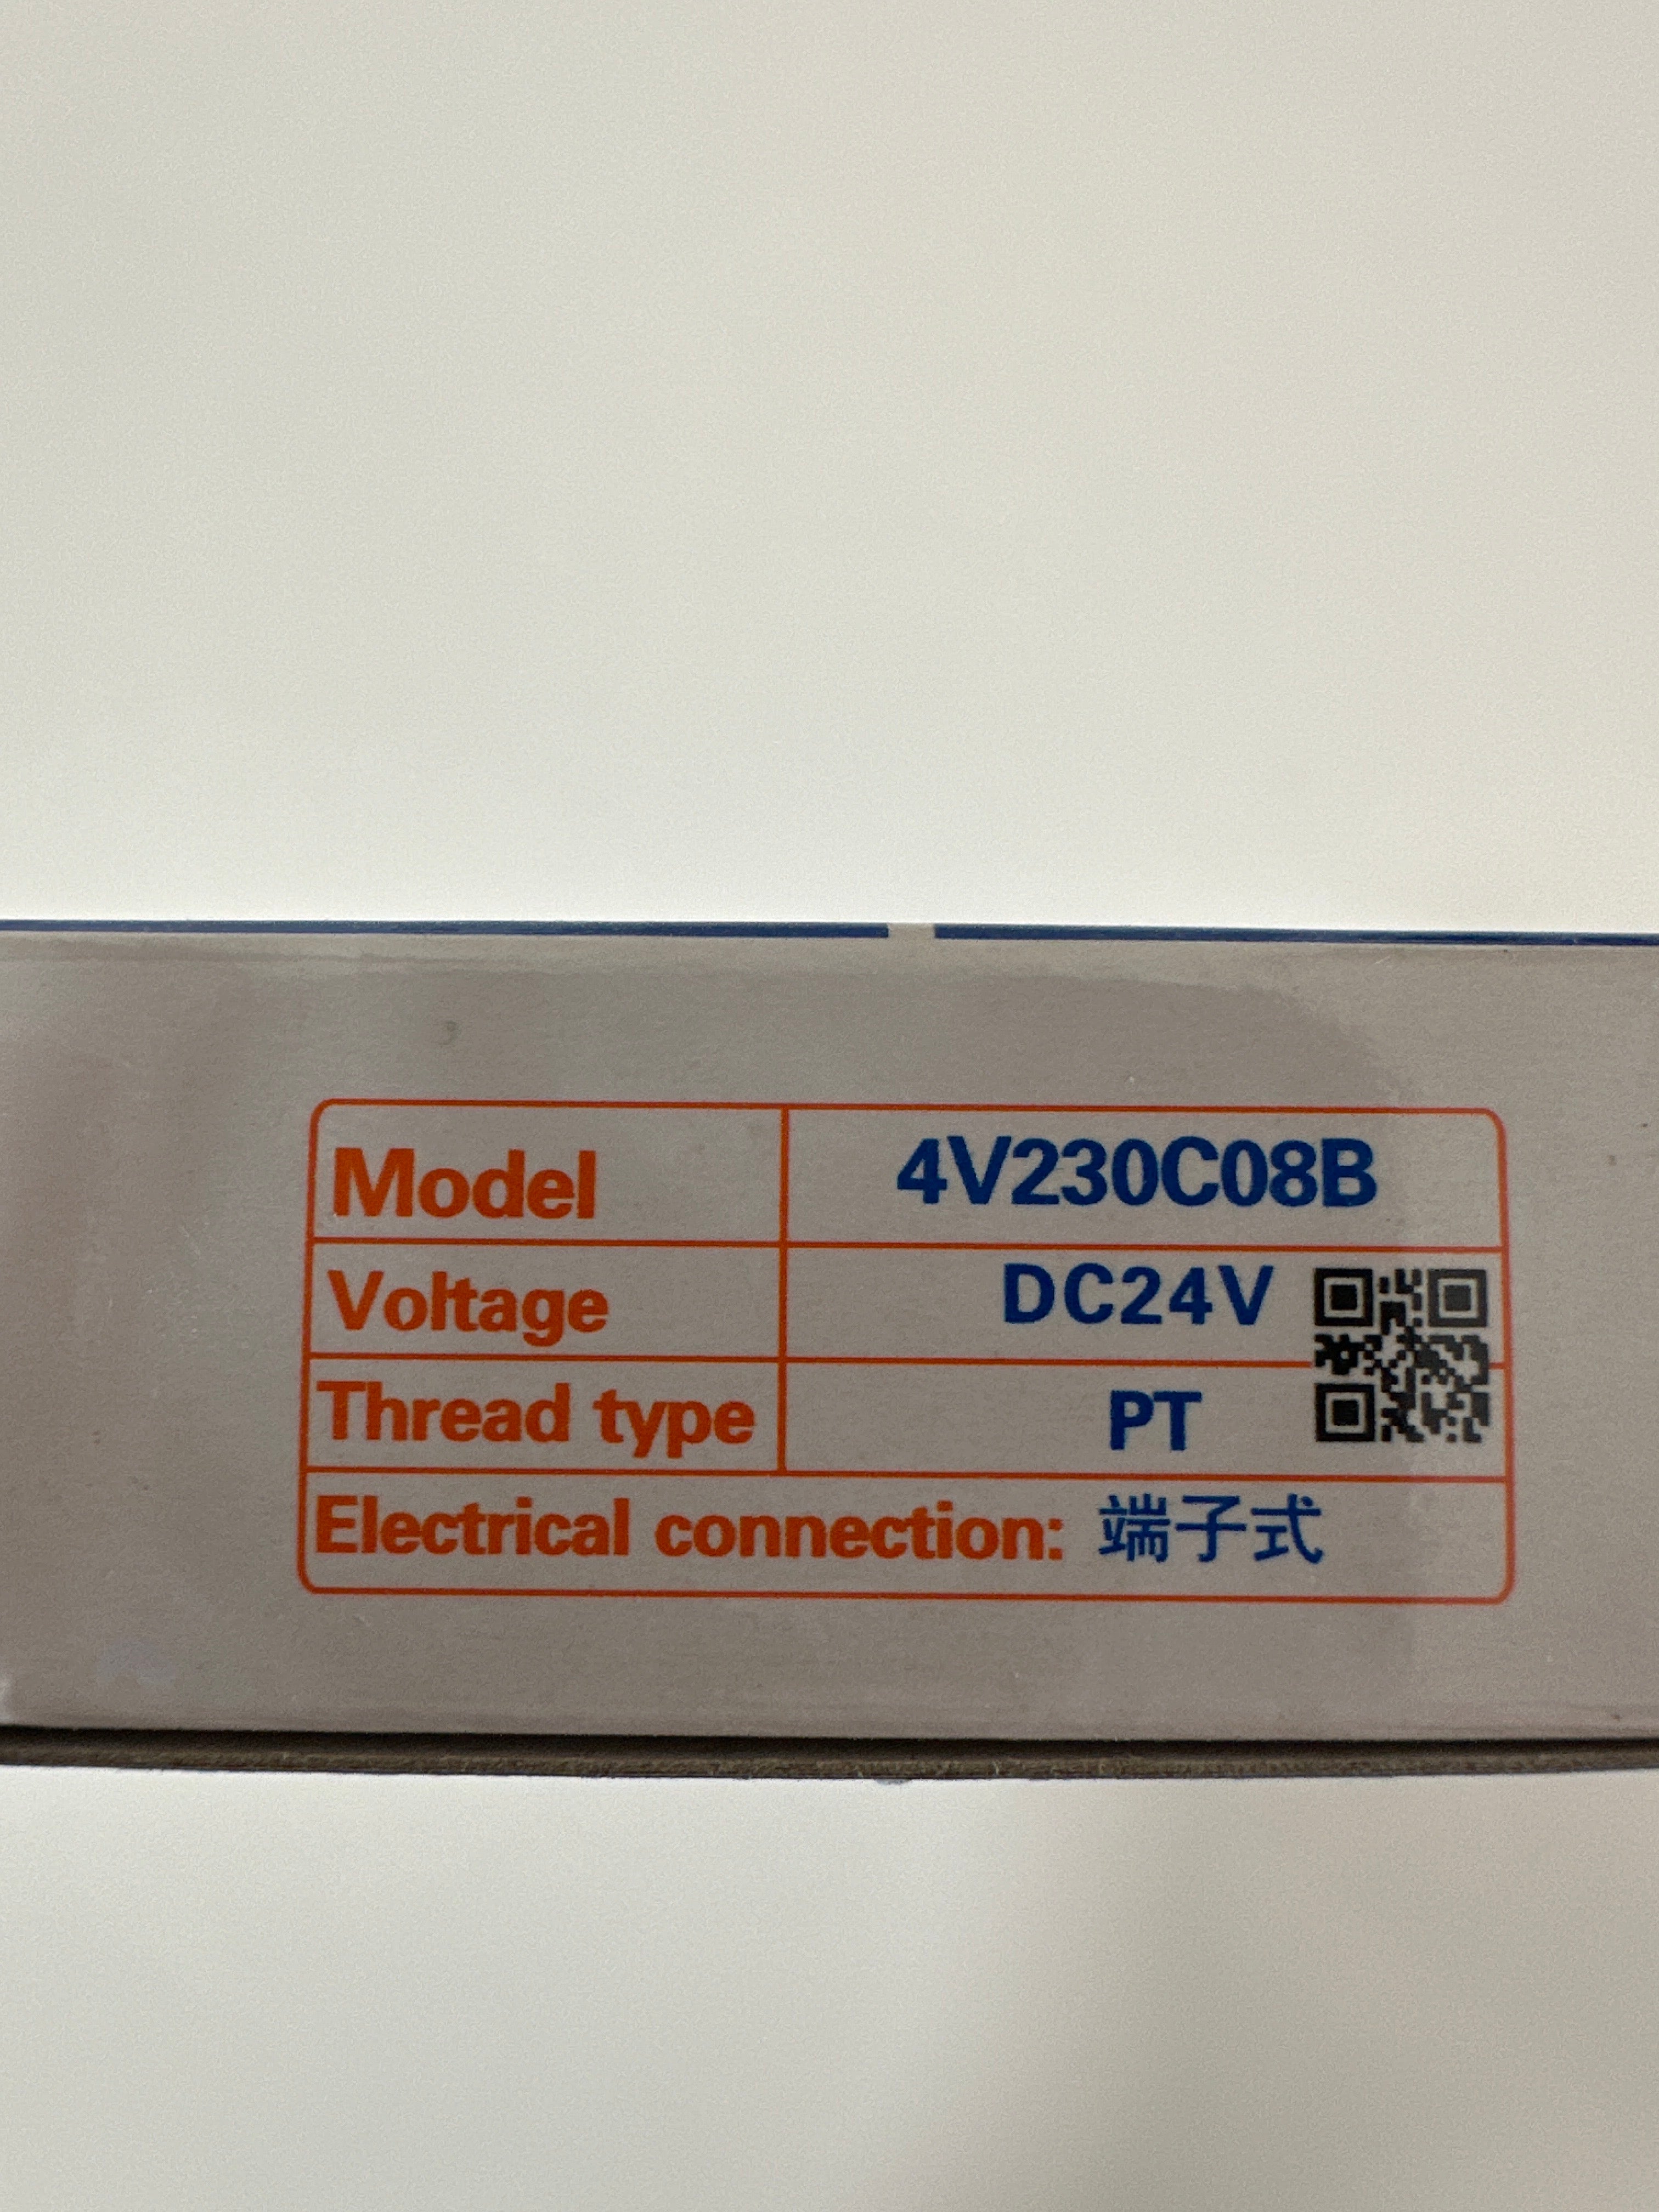 Model 4V230C08B
Voltage DC24V
Thread type PT
Electrical connection: 端子式